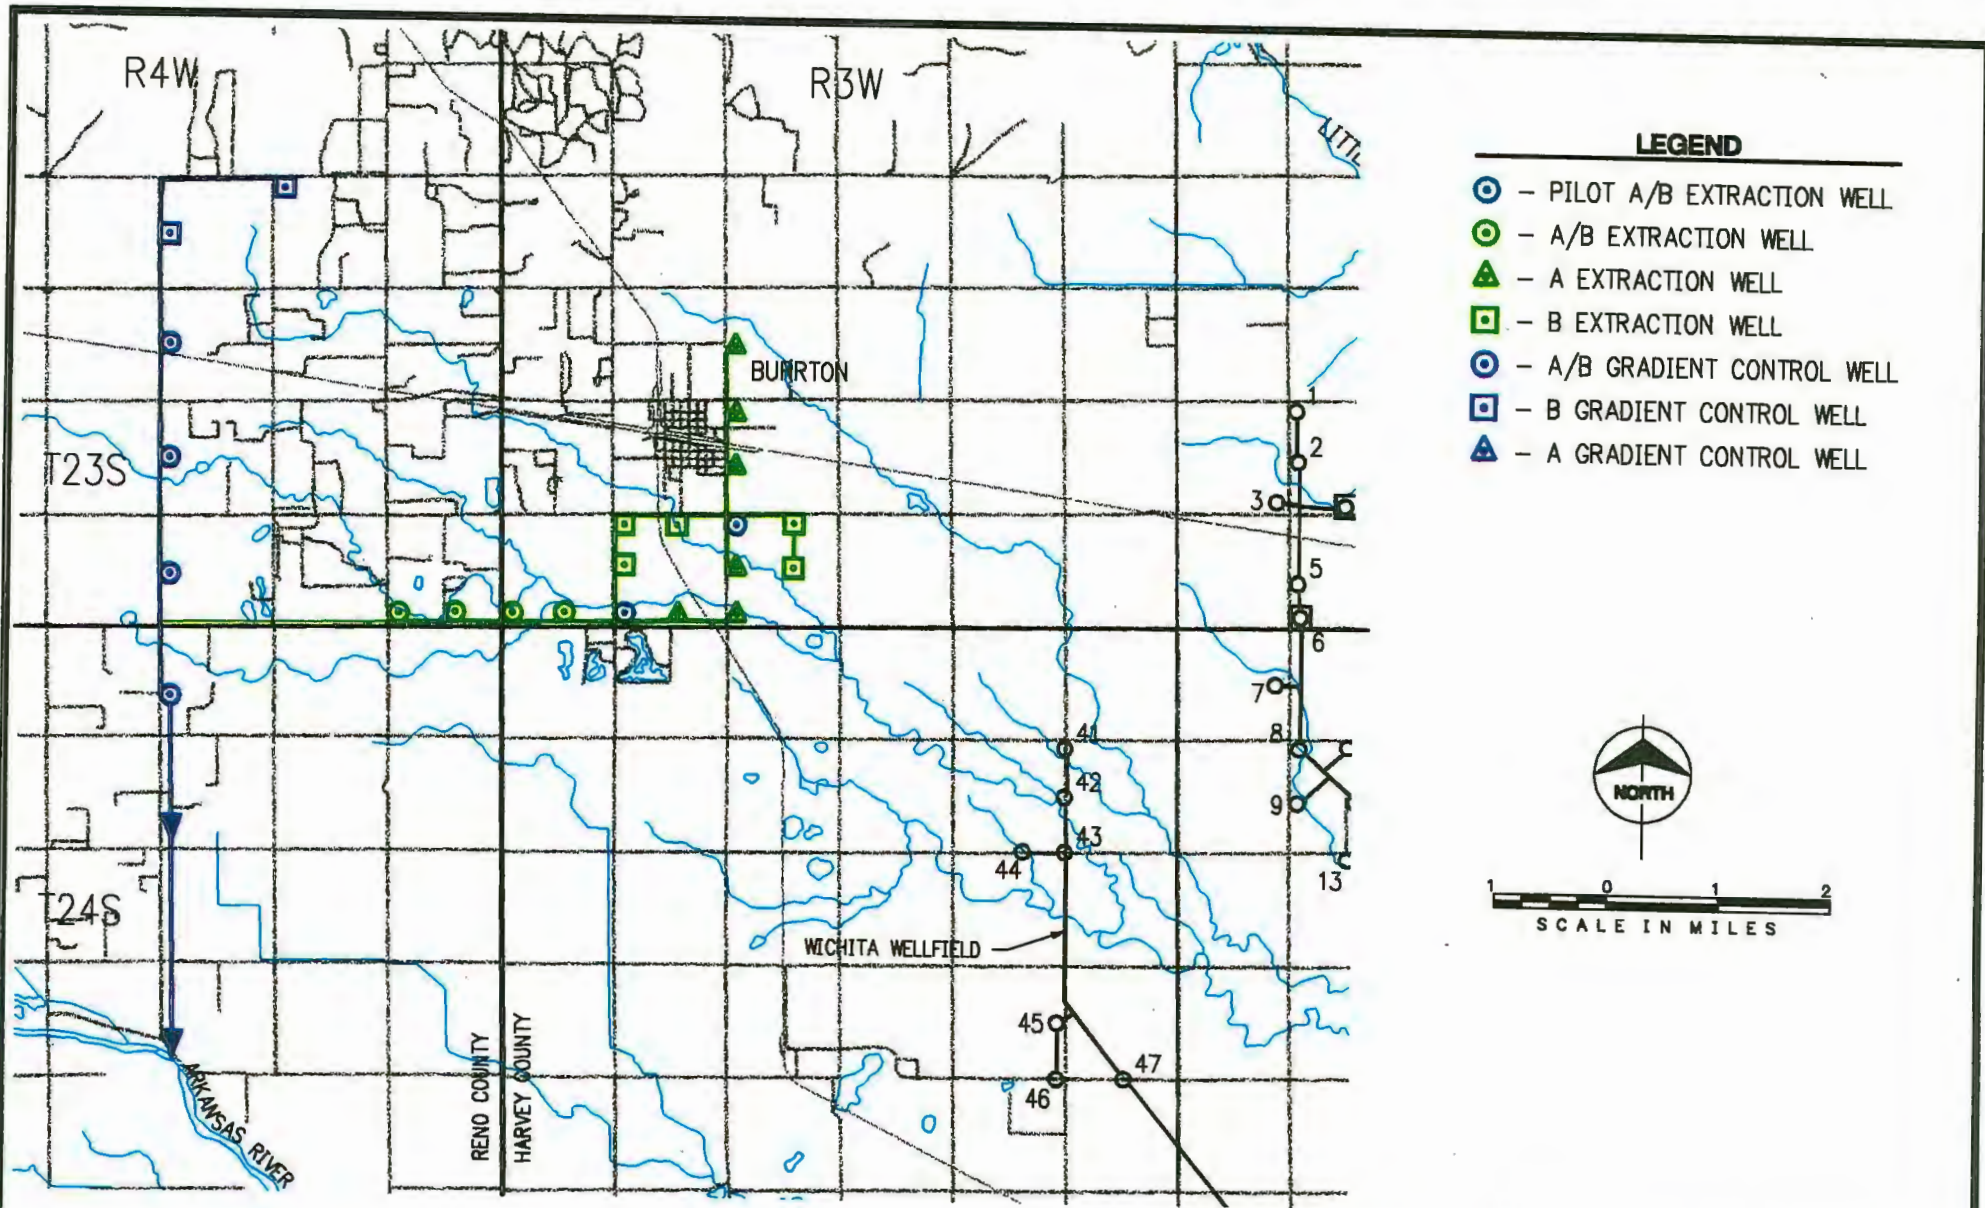 R4W
R3W
LITTL
BURRTON
T23S
T24S
1
2
3
5
6
7
8
9
13
41
42
43
44
WICHITA WELLFIELD
45
46
47
RENO COUNTY
HARVEY COUNTY
ARKANSAS RIVER
LEGEND
– PILOT A/B EXTRACTION WELL
– A/B EXTRACTION WELL
– A EXTRACTION WELL
– B EXTRACTION WELL
– A/B GRADIENT CONTROL WELL
– B GRADIENT CONTROL WELL
– A GRADIENT CONTROL WELL
NORTH
1 0 1 2
SCALE IN MILES